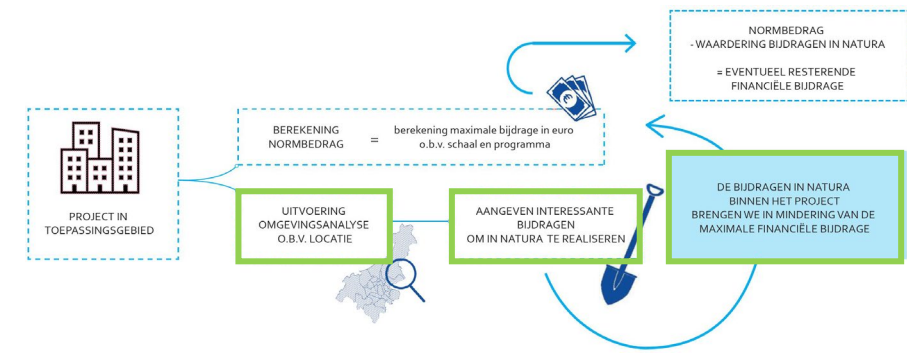 PROJECT IN
TOEPASSINGSGEBIED
BEREKENING
NORMBEDRAG
=
berekening maximale bijdrage in euro
o.b.v. schaal en programma
UITVOERING
OMGEVINGSANALYSE
O.B.V. LOCATIE
AANGEVEN INTERESSANTE
BIJDRAGEN
OM IN NATURA TE REALISEREN
DE BIJDRAGEN IN NATURA
BINNEN HET PROJECT
BRENGEN WE IN MINDERING VAN DE
MAXIMALE FINANCIËLE BIJDRAGE
NORMBEDRAG
- WAARDERING BIJDRAGEN IN NATURA
= EVENTUEEL RESTERENDE
FINANCIËLE BIJDRAGE